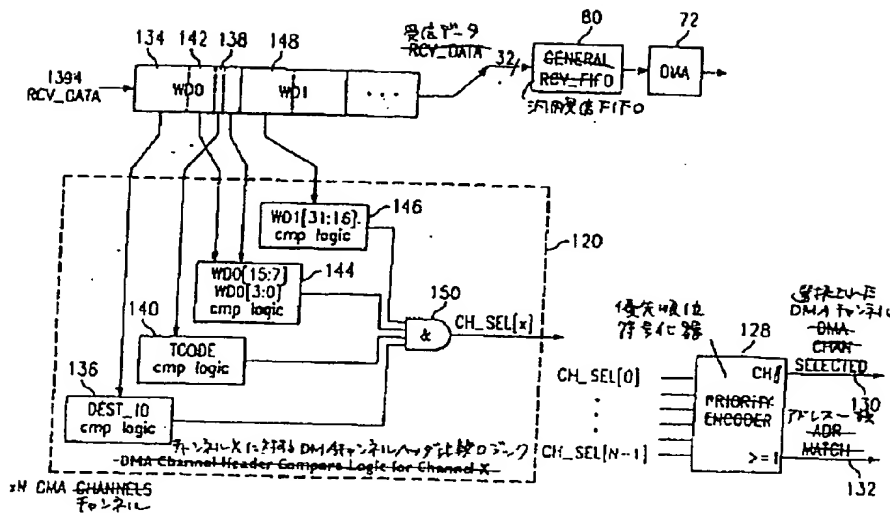 134 142 138 148
受信データ
RCV_DATA
32
80
72
1394
RCV_DATA
WD0
WD1
...
GENERAL
RCV_FIFO
DMA
汎用受信FIFO
WD1[31:16]
cmp logic
146
120
WD0[15:7]
WD0[3:0]
cmp logic
144
150
&
CH_SEL[x]
140
TCODE
cmp logic
136
DEST_ID
cmp logic
チャンネルXに対するDMAチャンネルヘッダ比較ロジック
DMA Channel Header Compare Logic for Channel X
xN DMA CHANNELS
チャンネル
優先順位
符号化器
128
選択された
DMAチャンネル
DMA
CHAN
SELECTED
130
CH#
CH_SEL[0]
PRIORITY
ENCODER
アドレス一致
ADR
MATCH
132
CH_SEL[N-1]
>=1